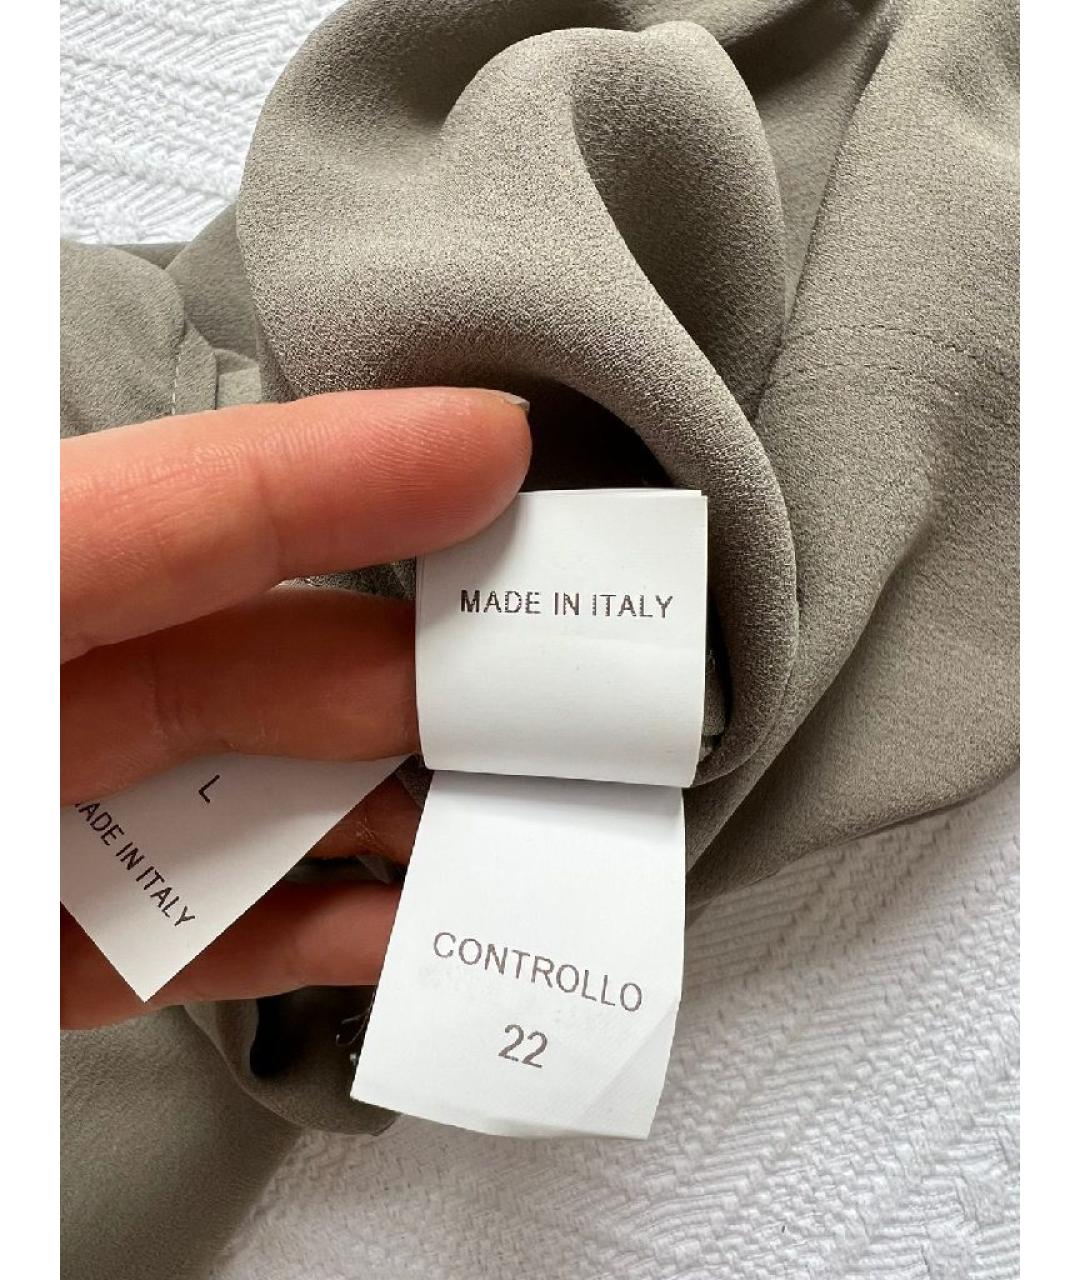 MADE IN ITALY
L
MADE IN ITALY
CONTROLLO
22